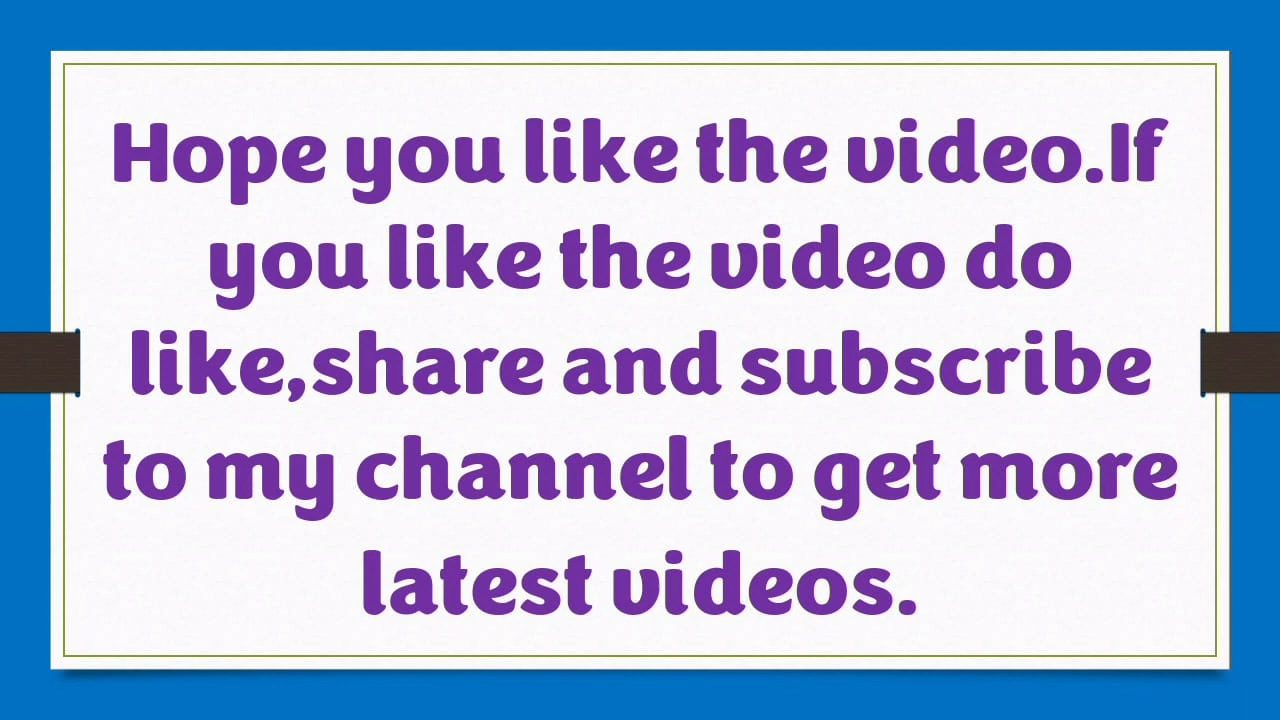 Hope you like the video.If
you like the video do
like,share and subscribe
to my channel to get more
latest videos.